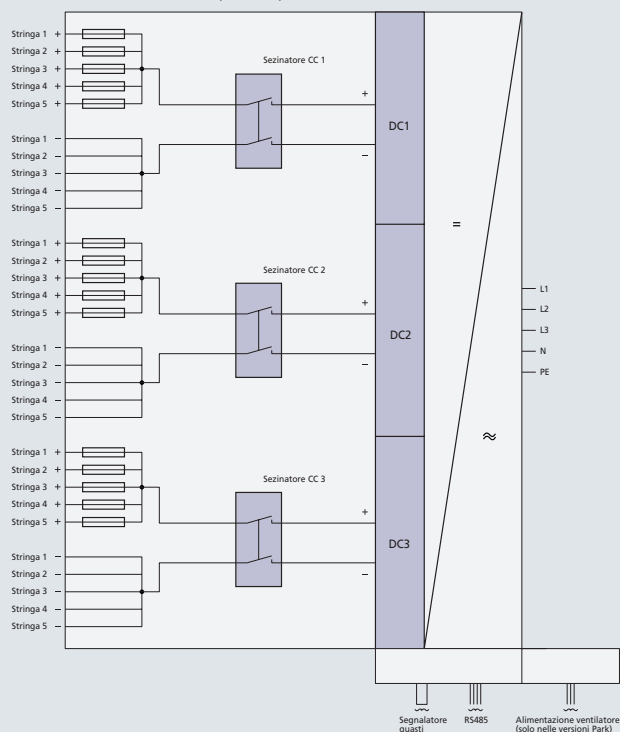 Stringa 1 +
Stringa 2 +
Stringa 3 +
Stringa 4 +
Stringa 5 +
Sezinatore CC 1
+
DC1
–
Stringa 1 –
Stringa 2 –
Stringa 3 –
Stringa 4 –
Stringa 5 –
=
Stringa 1 +
Stringa 2 +
Stringa 3 +
Stringa 4 +
Stringa 5 +
Sezinatore CC 2
+
DC2
–
L1
L2
L3
N
PE
Stringa 1 –
Stringa 2 –
Stringa 3 –
Stringa 4 –
Stringa 5 –
≈
Stringa 1 +
Stringa 2 +
Stringa 3 +
Stringa 4 +
Stringa 5 +
Sezinatore CC 3
+
DC3
–
Stringa 1 –
Stringa 2 –
Stringa 3 –
Stringa 4 –
Stringa 5 –
Segnalatore
guasti
RS485
Alimentazione ventilatore
(solo nelle versioni Park)